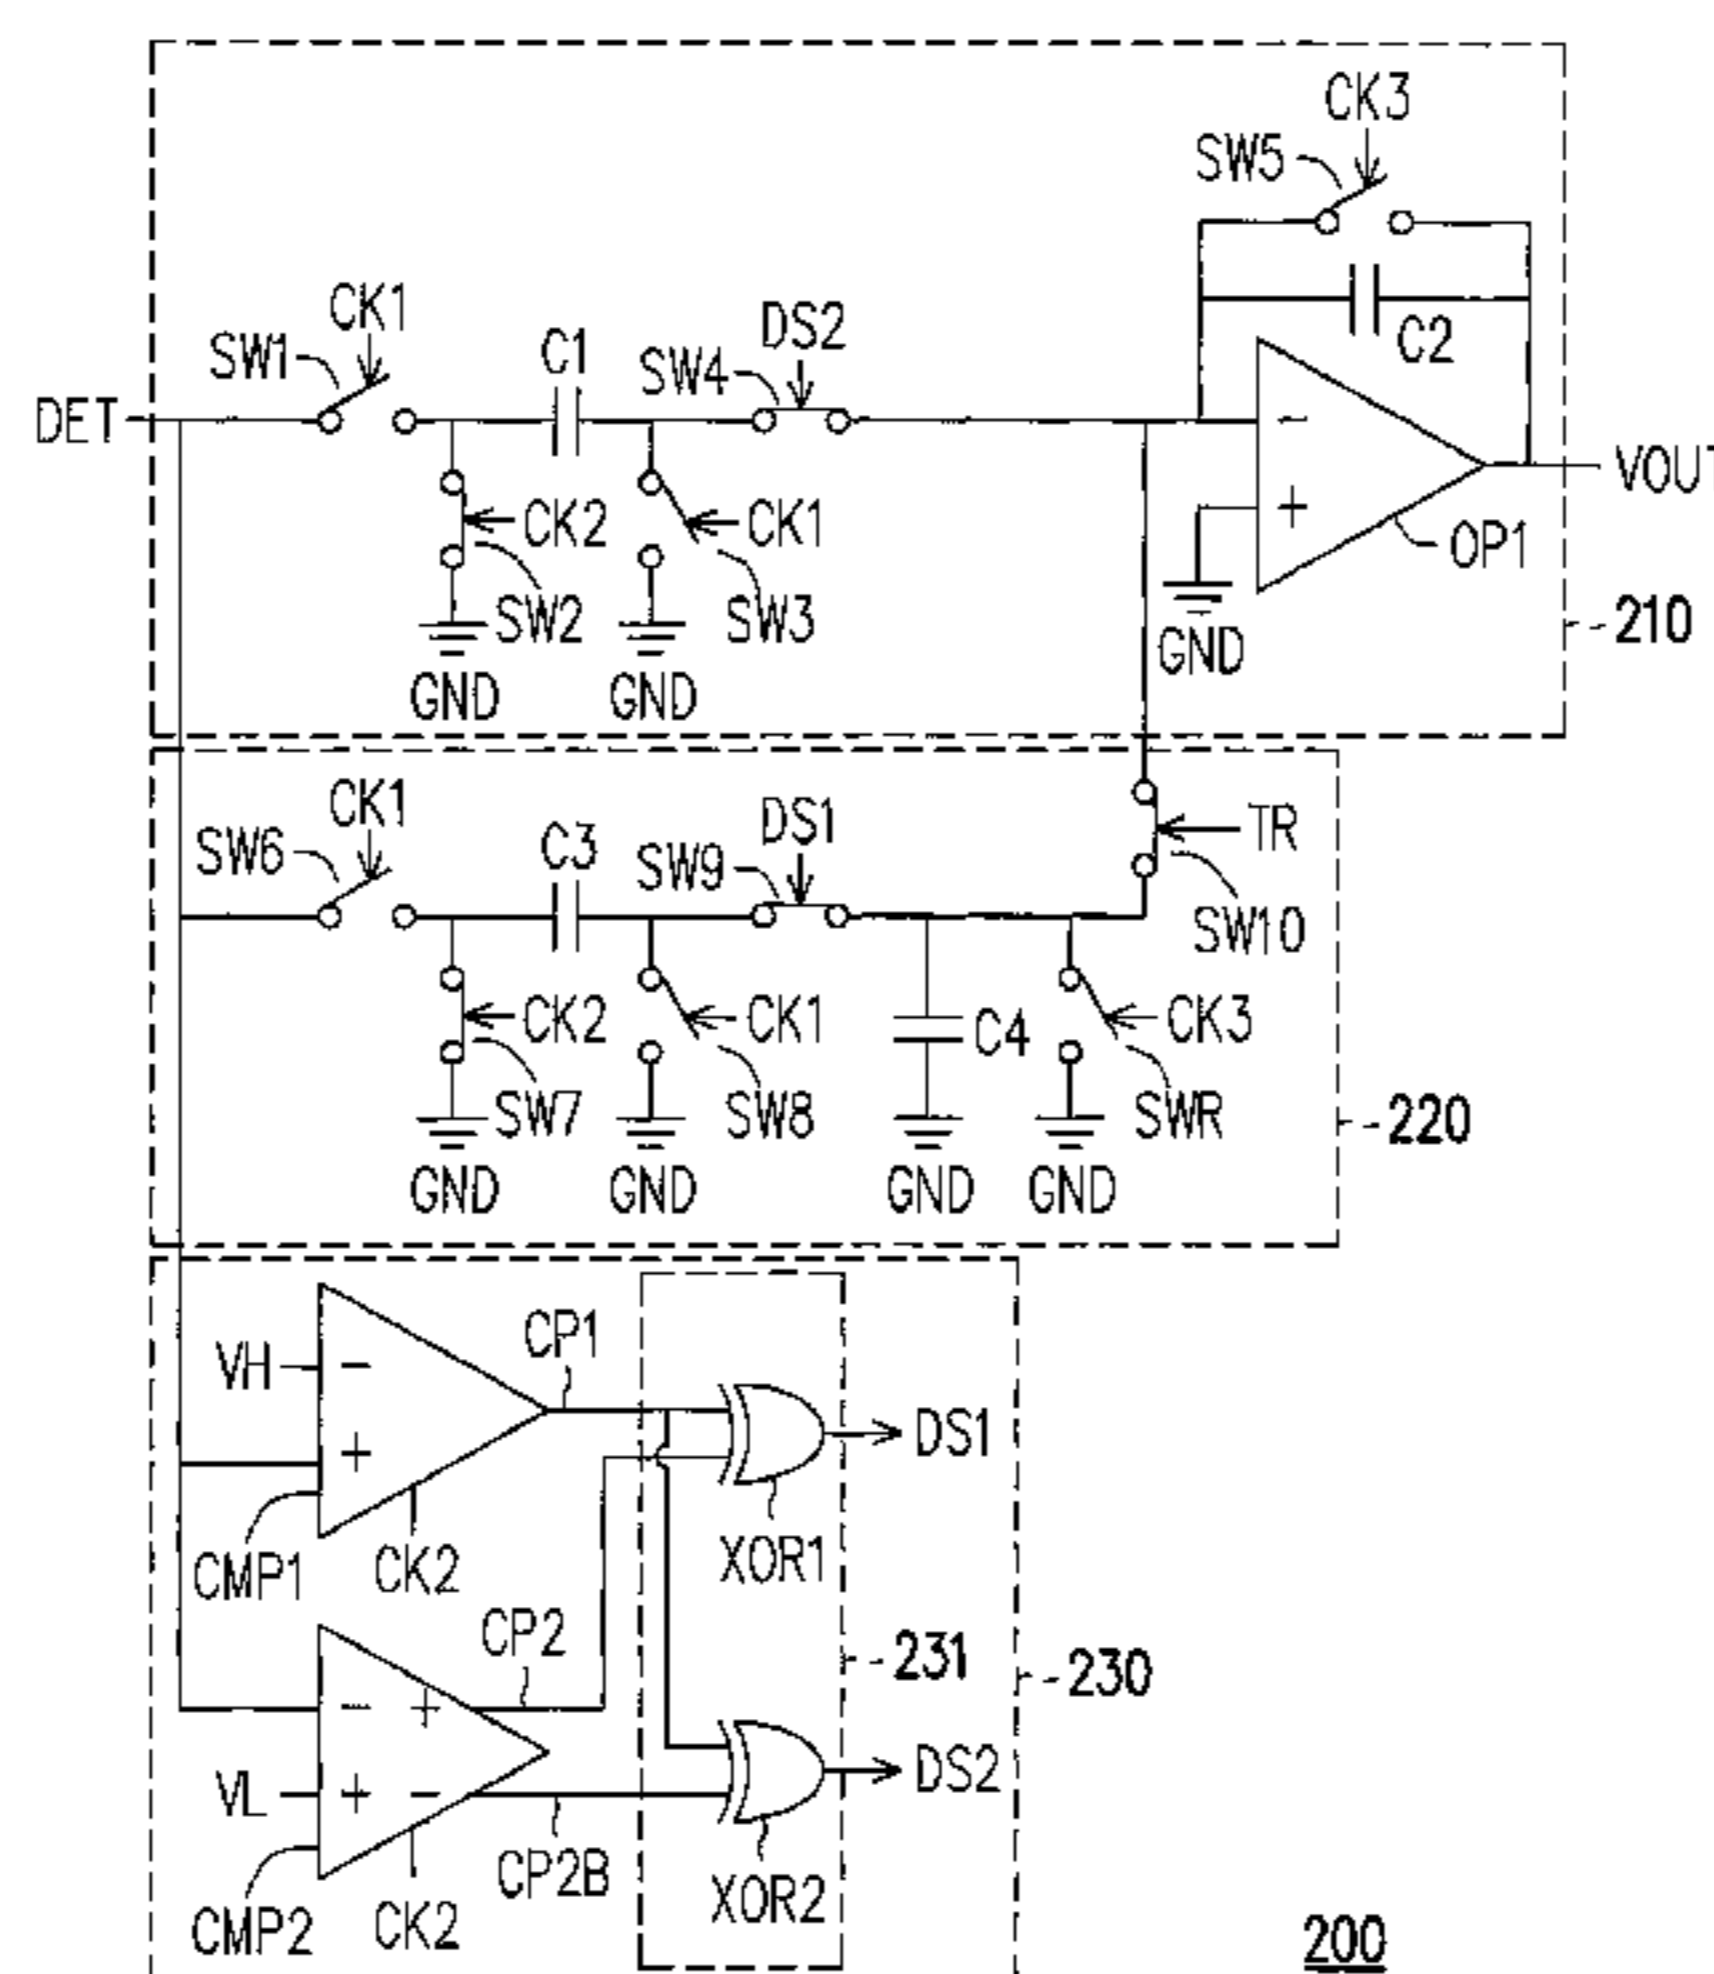 CK3
SW5
CK1
SW1
C1
DS2
SW4
C2
DET
VOUT
CK2
CK1
OP1
SW2
SW3
210
GND
GND
GND
CK1
SW6
C3
DS1
SW9
TR
SW10
CK2
CK1
C4
CK3
SW7
SW8
SWR
220
GND
GND
GND
GND
CP1
VH
DS1
XOR1
CMP1
CK2
CP2
231
230
VL
DS2
CP2B
XOR2
CMP2
CK2
200